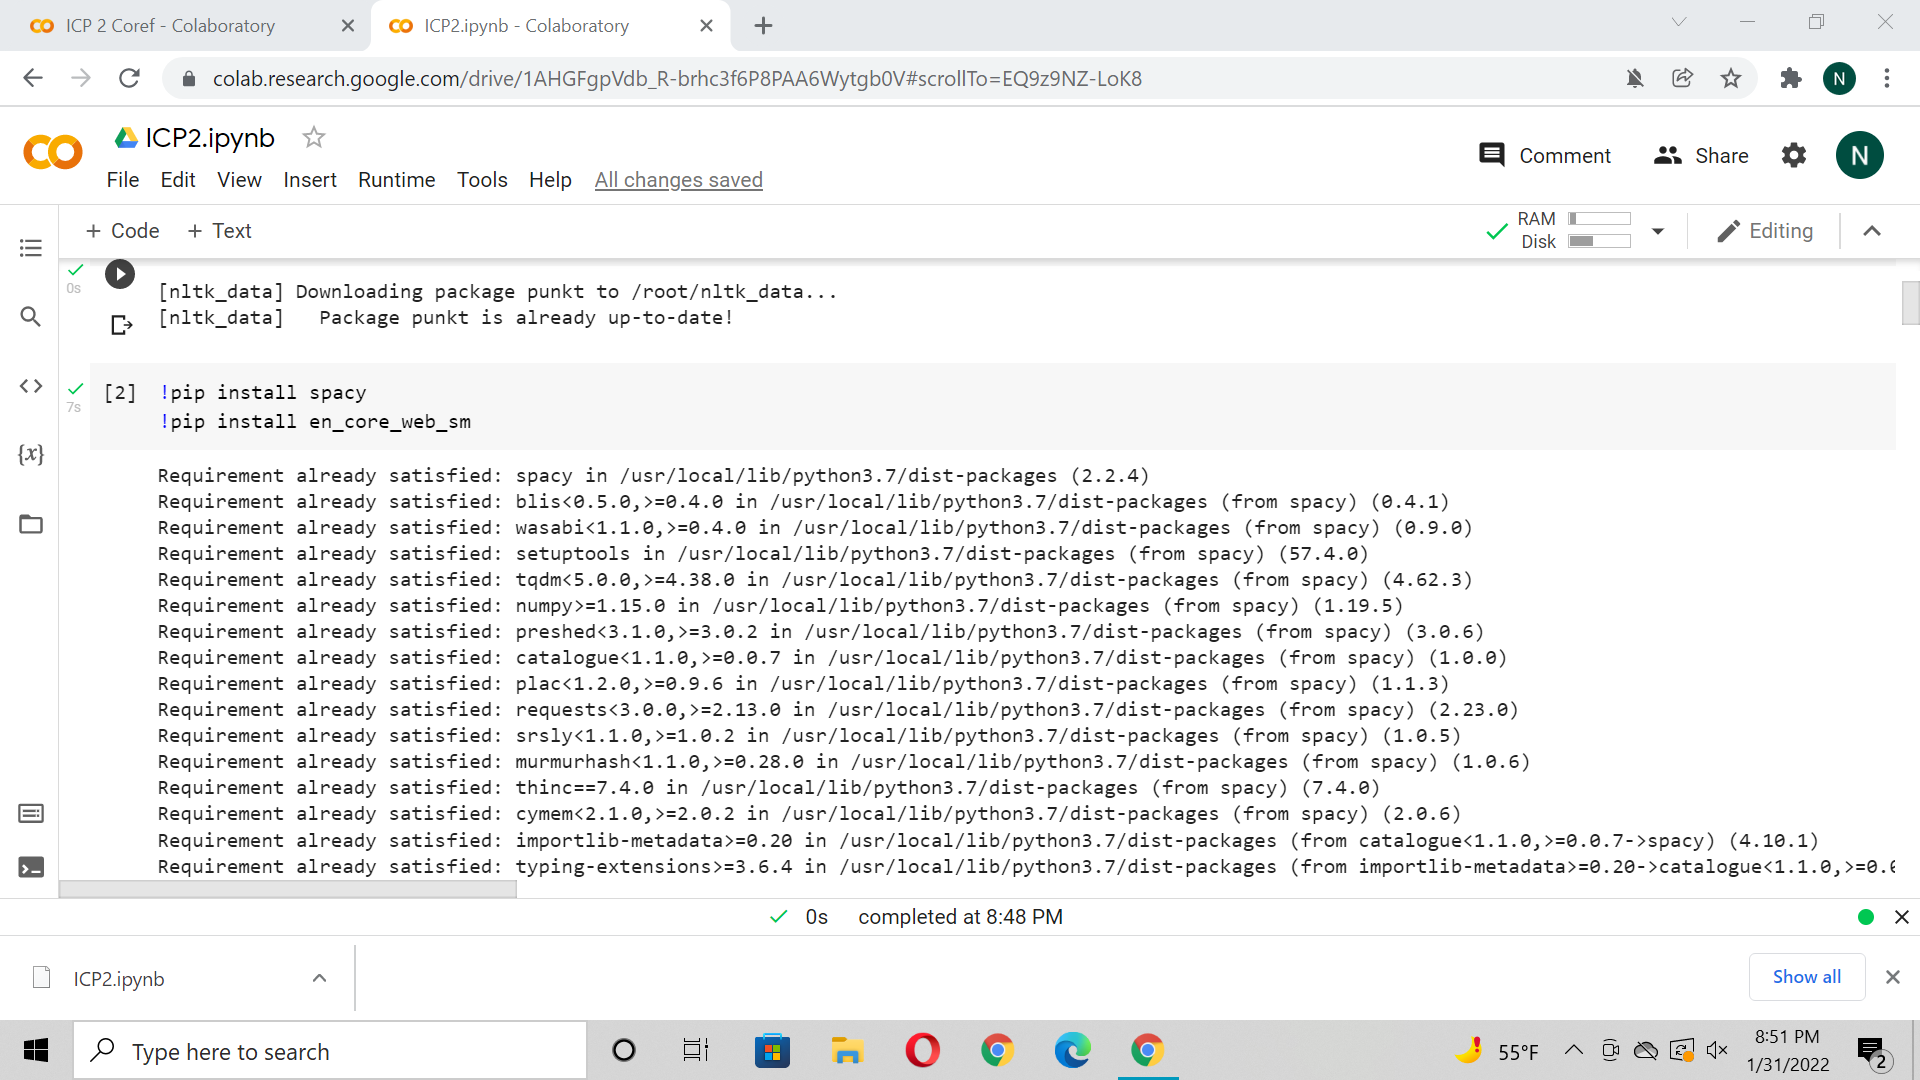 ICP 2 Coref - Colaboratory
ICP2.ipynb - Colaboratory
colab.research.google.com/drive/1AHGFgpVdb_R-brhc3f6P8PAA6Wytgb0V#scrollTo=EQ9z9NZ-LoK8
N
ICP2.ipynb
Comment
Share
N
File Edit View Insert Runtime Tools Help All changes saved
+ Code + Text
RAM
Disk
Editing
0s
[nltk_data] Downloading package punkt to /root/nltk_data...
[nltk_data]   Package punkt is already up-to-date!
7s
[2] !pip install spacy
!pip install en_core_web_sm
Requirement already satisfied: spacy in /usr/local/lib/python3.7/dist-packages (2.2.4)
Requirement already satisfied: blis<0.5.0,>=0.4.0 in /usr/local/lib/python3.7/dist-packages (from spacy) (0.4.1)
Requirement already satisfied: wasabi<1.1.0,>=0.4.0 in /usr/local/lib/python3.7/dist-packages (from spacy) (0.9.0)
Requirement already satisfied: setuptools in /usr/local/lib/python3.7/dist-packages (from spacy) (57.4.0)
Requirement already satisfied: tqdm<5.0.0,>=4.38.0 in /usr/local/lib/python3.7/dist-packages (from spacy) (4.62.3)
Requirement already satisfied: numpy>=1.15.0 in /usr/local/lib/python3.7/dist-packages (from spacy) (1.19.5)
Requirement already satisfied: preshed<3.1.0,>=3.0.2 in /usr/local/lib/python3.7/dist-packages (from spacy) (3.0.6)
Requirement already satisfied: catalogue<1.1.0,>=0.0.7 in /usr/local/lib/python3.7/dist-packages (from spacy) (1.0.0)
Requirement already satisfied: plac<1.2.0,>=0.9.6 in /usr/local/lib/python3.7/dist-packages (from spacy) (1.1.3)
Requirement already satisfied: requests<3.0.0,>=2.13.0 in /usr/local/lib/python3.7/dist-packages (from spacy) (2.23.0)
Requirement already satisfied: srsly<1.1.0,>=1.0.2 in /usr/local/lib/python3.7/dist-packages (from spacy) (1.0.5)
Requirement already satisfied: murmurhash<1.1.0,>=0.28.0 in /usr/local/lib/python3.7/dist-packages (from spacy) (1.0.6)
Requirement already satisfied: thinc==7.4.0 in /usr/local/lib/python3.7/dist-packages (from spacy) (7.4.0)
Requirement already satisfied: cymem<2.1.0,>=2.0.2 in /usr/local/lib/python3.7/dist-packages (from spacy) (2.0.6)
Requirement already satisfied: importlib-metadata>=0.20 in /usr/local/lib/python3.7/dist-packages (from catalogue<1.1.0,>=0.0.7->spacy) (4.10.1)
Requirement already satisfied: typing-extensions>=3.6.4 in /usr/local/lib/python3.7/dist-packages (from importlib-metadata>=0.20->catalogue<1.1.0,>=0.0
0s completed at 8:48 PM
ICP2.ipynb
Show all
Type here to search
55°F
8:51 PM
1/31/2022
2